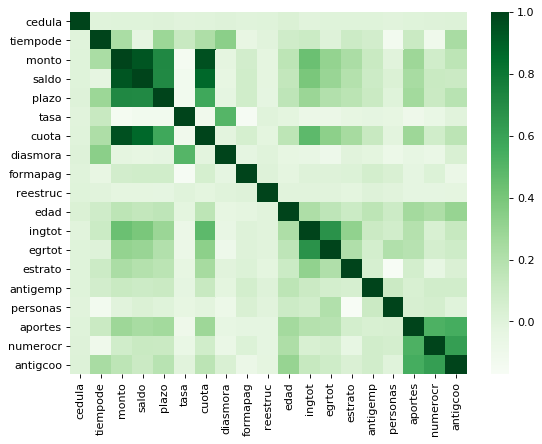 cedula
tiempode
monto
saldo
plazo
tasa
cuota
diasmora
formapag
reestruc
edad
ingtot
egrtot
estrato
antigemp
personas
aportes
numerocr
antigcoo
cedula
tiempode
monto
saldo
plazo
tasa
cuota
diasmora
formapag
reestruc
edad
ingtot
egrtot
estrato
antigemp
personas
aportes
numerocr
antigcoo
1.0
0.8
0.6
0.4
0.2
0.0